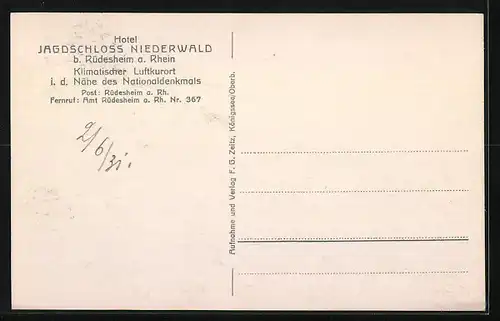 Hotel
JAGDSCHLOSS NIEDERWALD
b. Rüdesheim a. Rhein
Klimatischer Luftkurort
i. d. Nähe des Nationaldenkmals
Post: Rüdesheim a. Rh.
Fernruf: Amt Rüdesheim a. Rh. Nr. 367
2/6/31.
Aufnahme und Verlag F. G. Zeitz, Königssee/Oberb.